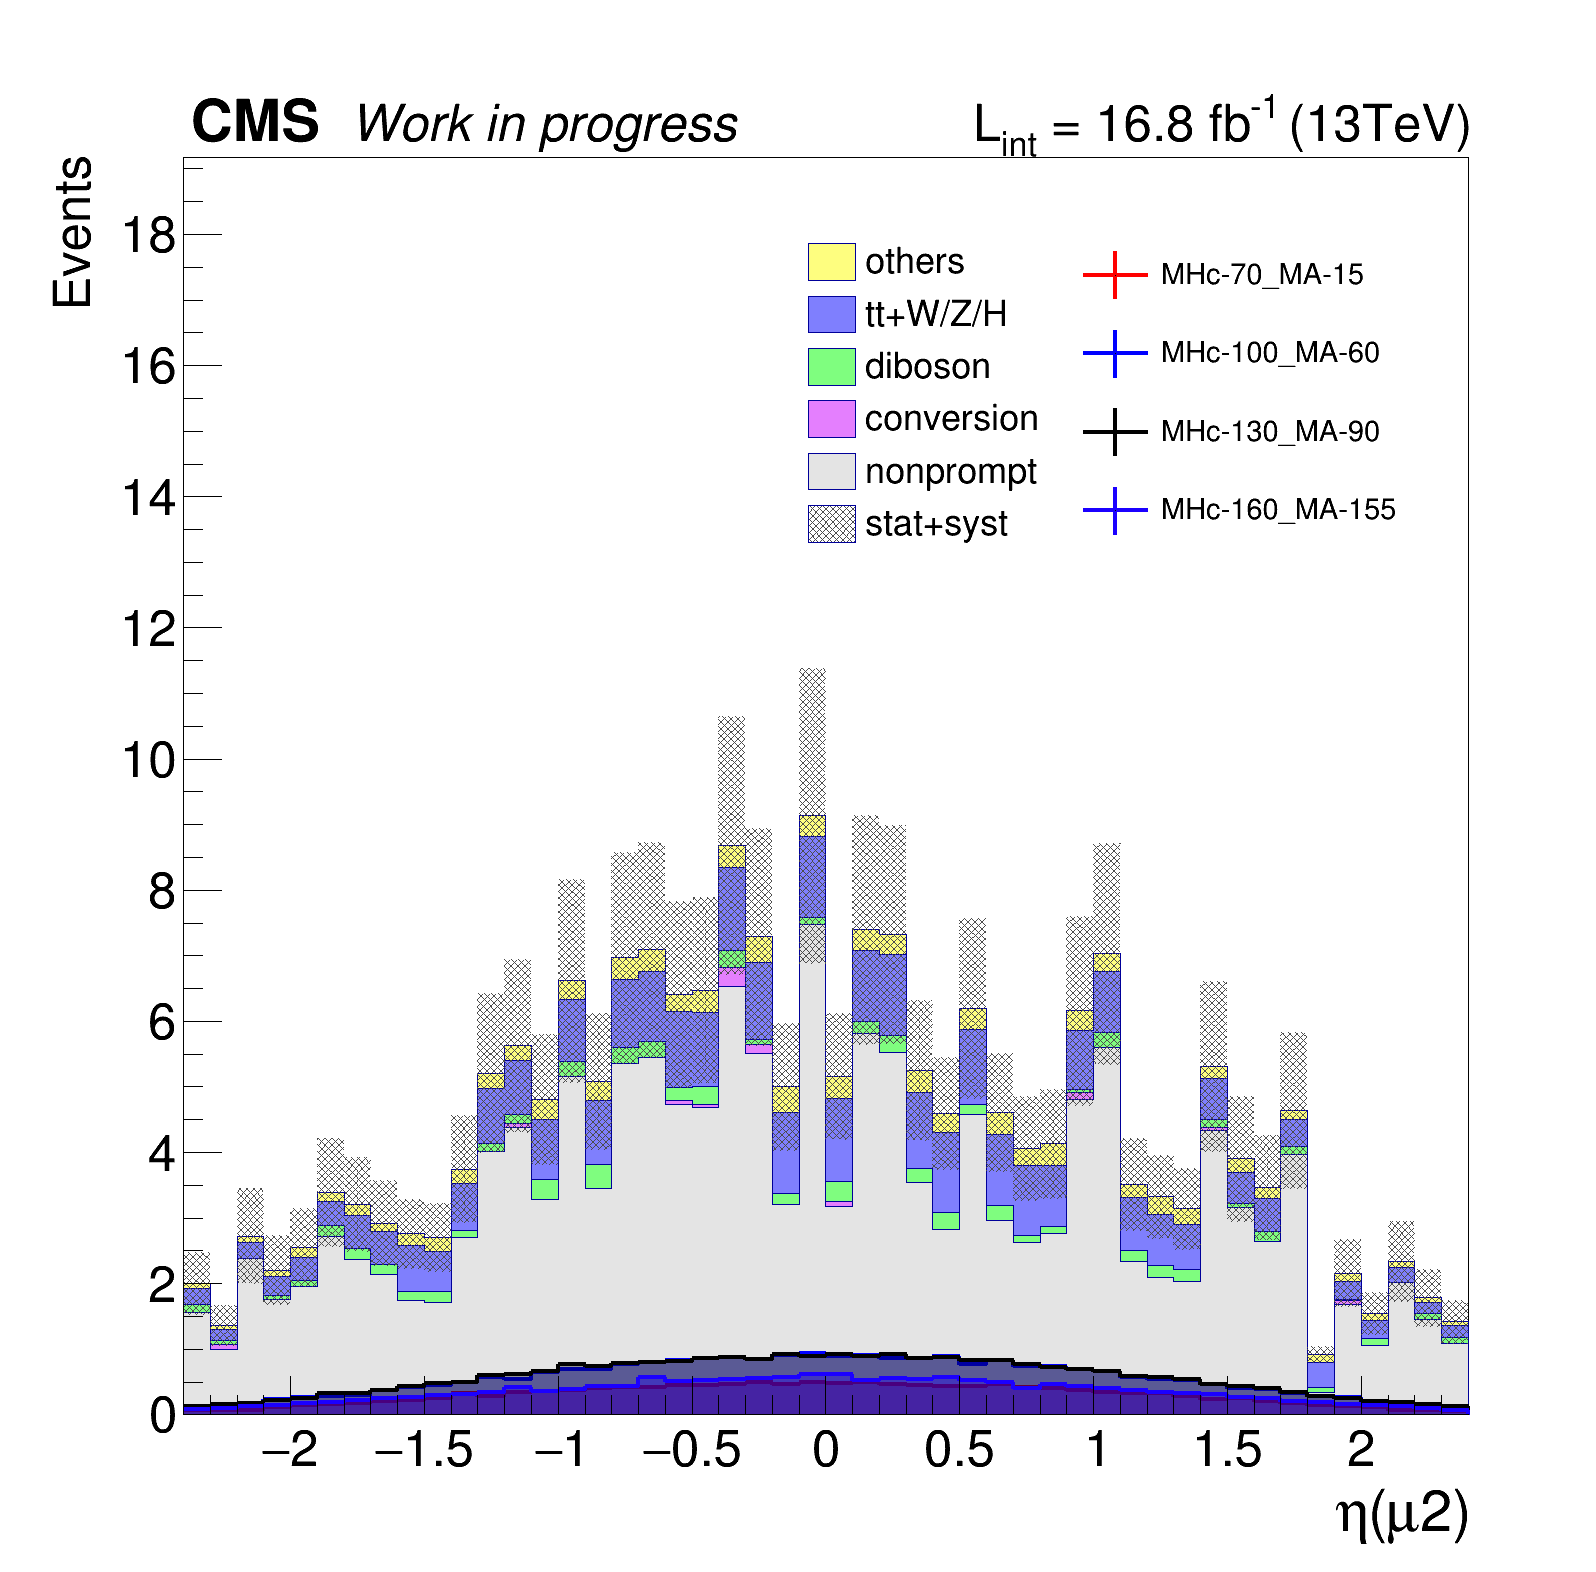 CMS Work in progress
L_int = 16.8 fb^-1 (13TeV)
Events
others
tt+W/Z/H
diboson
conversion
nonprompt
stat+syst
MHc-70_MA-15
MHc-100_MA-60
MHc-130_MA-90
MHc-160_MA-155
18
16
14
12
10
8
6
4
2
0
−2 −1.5 −1 −0.5 0 0.5 1 1.5 2
η(μ2)